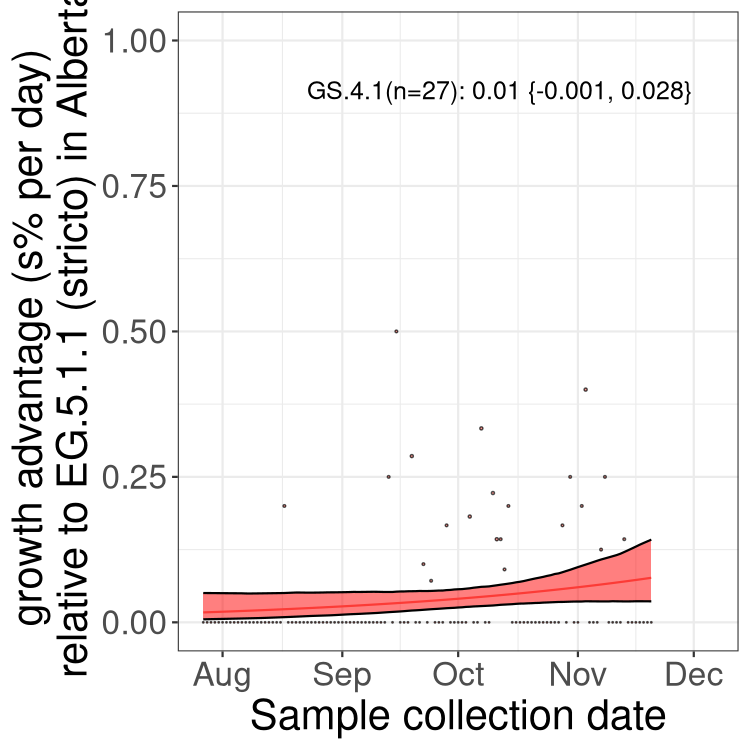 growth advantage (s% per day)
relative to EG.5.1.1 (stricto) in Alberta
1.00
0.75
0.50
0.25
0.00
GS.4.1(n=27): 0.01 {-0.001, 0.028}
Aug Sep Oct Nov Dec
Sample collection date